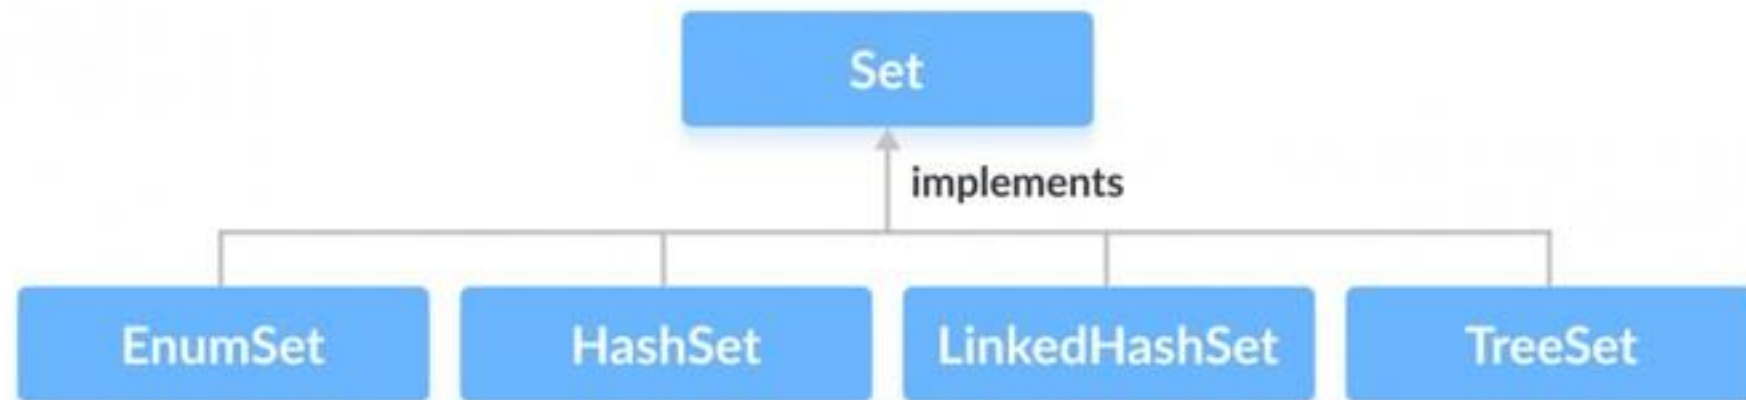 Set
implements
EnumSet
HashSet
LinkedHashSet
TreeSet